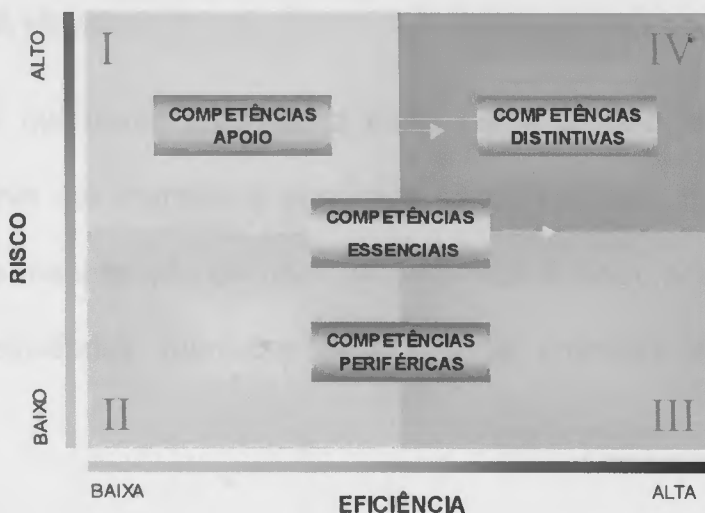 I
IV
ALTO
COMPETÊNCIAS
APOIO
COMPETÊNCIAS
DISTINTIVAS
RISCO
COMPETÊNCIAS
ESSENCIAIS
COMPETÊNCIAS
PERIFÉRICAS
BAIXO
II
III
BAIXA
EFICIÊNCIA
ALTA